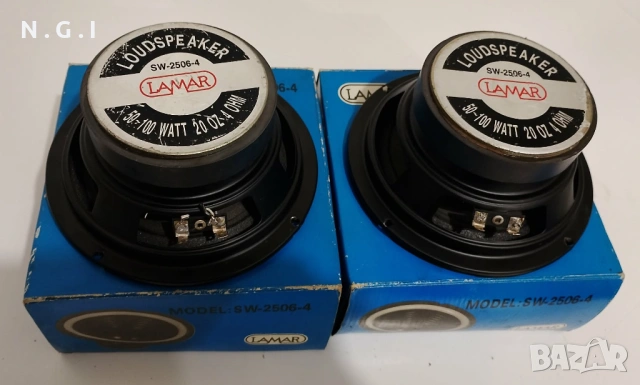 N.G.I
LOUDSPEAKER
SW-2506-4
LAMAR
50~100 WATT 20 OZ 4 OHM
LOUDSPEAKER
SW-2506-4
LAMAR
50~100 WATT 20 OZ 4 OHM
MODEL: SW-2506-4
LAMAR
MODEL: SW-2506-4
LAMAR
BAZAR